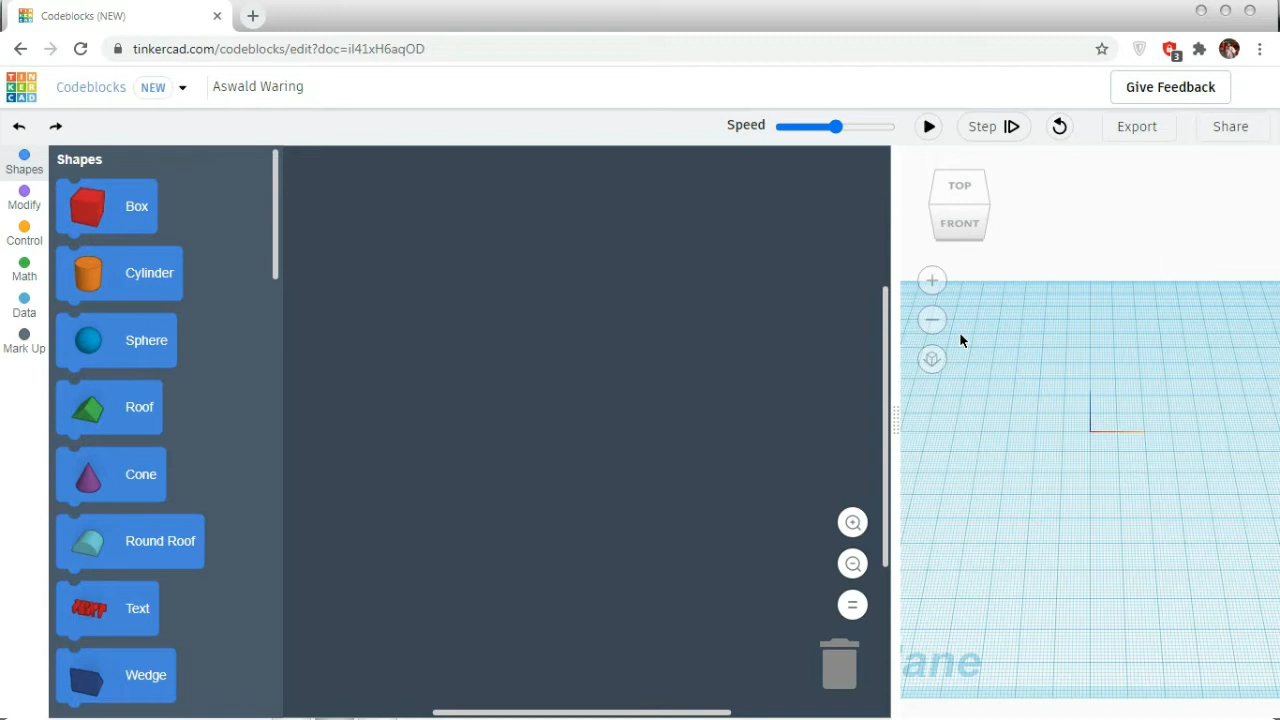 Codeblocks (NEW)
tinkercad.com/codeblocks/edit?doc=il41xH6aqOD
3
TIN
KER
CAD
Codeblocks NEW
Aswald Waring
Give Feedback
Speed
Step
Export
Share
Shapes
Modify
Control
Math
Data
Mark Up
Shapes
Box
Cylinder
Sphere
Roof
Cone
Round Roof
TEXT Text
Wedge
TOP
FRONT
ane